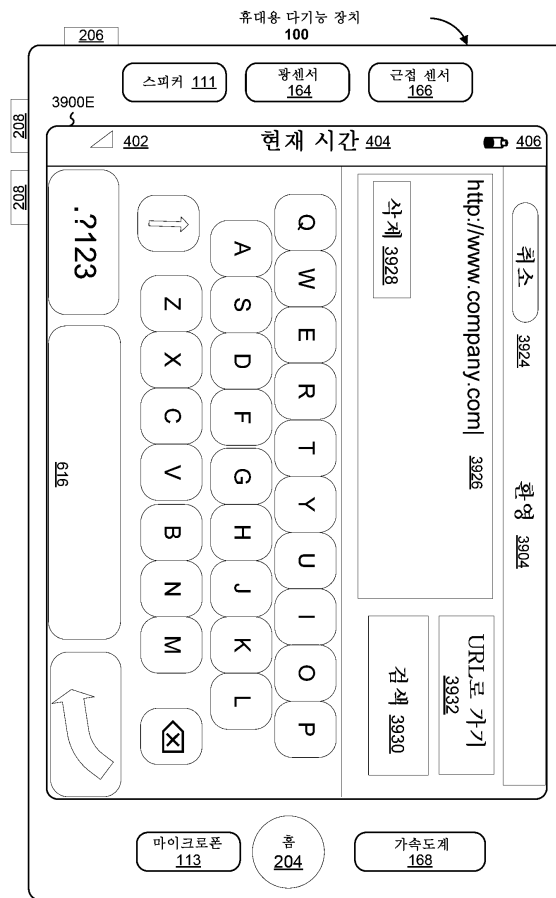 휴대용 다기능 장치
100
206
208
208
스피커 111
광센서
164
근접 센서
166
3900E
402
현재 시간 404
406
취소
3924
환영 3904
http://www.company.com|
3926
삭제 3928
URL로 가기
3932
검색 3930
Q W E R T Y U I O P
A S D F G H J K L
Z X C V B N M
.?123
616
마이크로폰
113
홈
204
가속도계
168